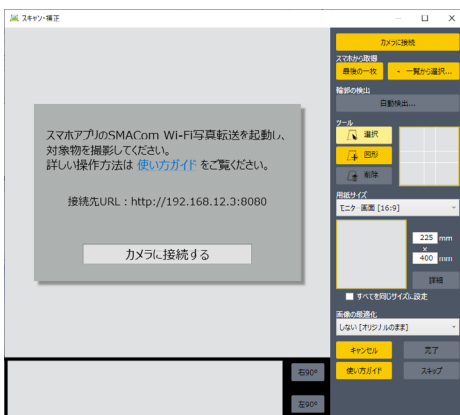 スキャン・補正
スマホアプリのSMACom Wi-Fi写真転送を起動し、
対象物を撮影してください。
詳しい操作方法は 使い方ガイド をご覧ください。
接続先URL : http://192.168.12.3:8080
カメラに接続する
右90°
左90°
カメラに接続
スマホから取得
最後の一枚
- 一覧から選択...
輪郭の検出
自動検出...
ツール
選択
図形
削除
用紙サイズ
モニター画面 [16:9]
225 mm
×
400 mm
詳細
すべてを同じサイズに設定
画像の最適化
しない [オリジナルのまま]
キャンセル
完了
使い方ガイド
スキップ